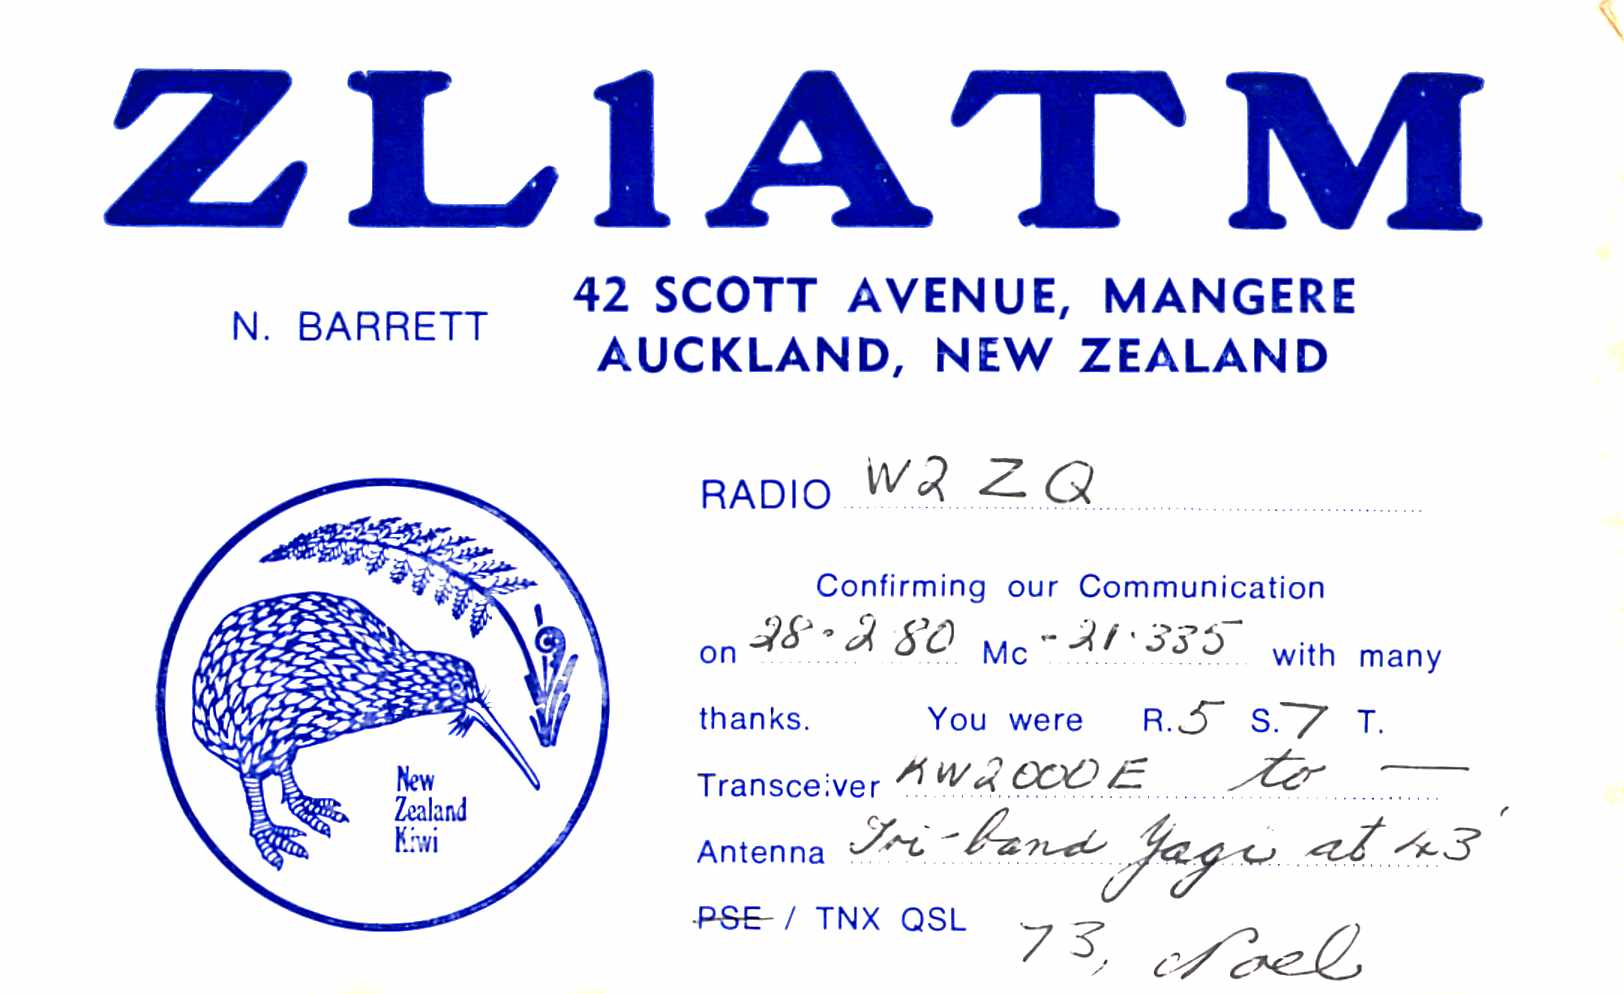 ZL1ATM
N. BARRETT
42 SCOTT AVENUE, MANGERE
AUCKLAND, NEW ZEALAND
RADIO W2ZQ
Confirming our Communication
on 28·2 80 Mc -21·335 with many
thanks. You were R.5 S.7 T.
Transceiver KW2000E to —
Antenna Tri-band Yagi at 43'
PSE / TNX QSL
73, Noel
New
Zealand
Kiwi